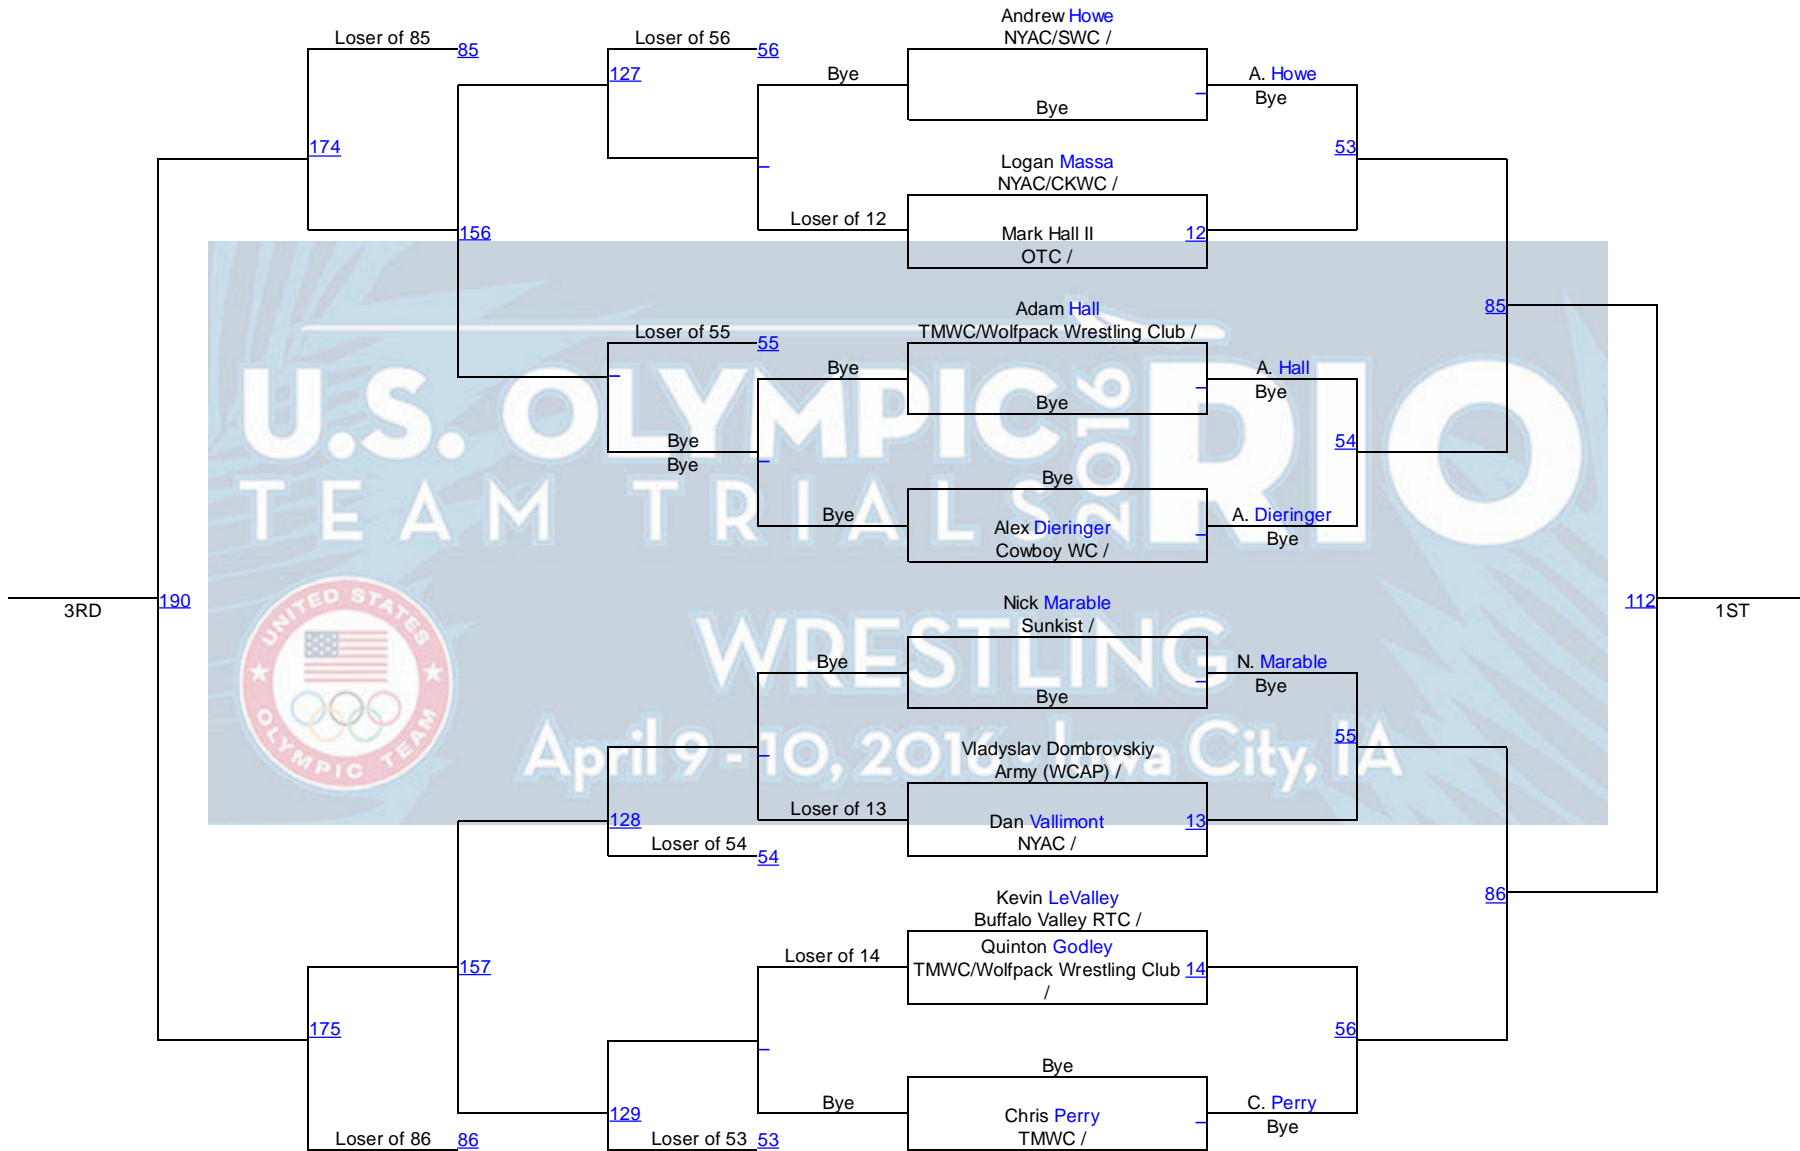 Andrew Howe
NYAC/SWC /
Loser of 85
85
Loser of 56
56
127
Bye
A. Howe
Bye
Bye
174
53
Logan Massa
NYAC/CKWC /
Loser of 12
156
Mark Hall II
12
OTC /
Adam Hall
85
Loser of 55
55
TMWC/Wolfpack Wrestling Club /
Bye
A. Hall
Bye
Bye
Bye
Bye
54
Bye
Bye
A. Dieringer
Alex Dieringer
Bye
Cowboy WC /
U.S. OLYMPIC
TEAM TRIALS
2016
RIO
UNITED STATES
OLYMPIC TEAM
WRESTLING
April 9 - 10, 2016 - Iowa City, IA
190
3RD
Nick Marable
Sunkist /
112
1ST
Bye
N. Marable
Bye
Bye
55
Vladyslav Dombrovskiy
Army (WCAP) /
Loser of 13
128
Dan Vallimont
13
NYAC /
Loser of 54
54
Kevin LeValley
86
Buffalo Valley RTC /
Loser of 14
Quinton Godley
157
TMWC/Wolfpack Wrestling Club
14
/
175
56
Bye
Bye
C. Perry
129
Chris Perry
Bye
Loser of 86
86
Loser of 53
53
TMWC /